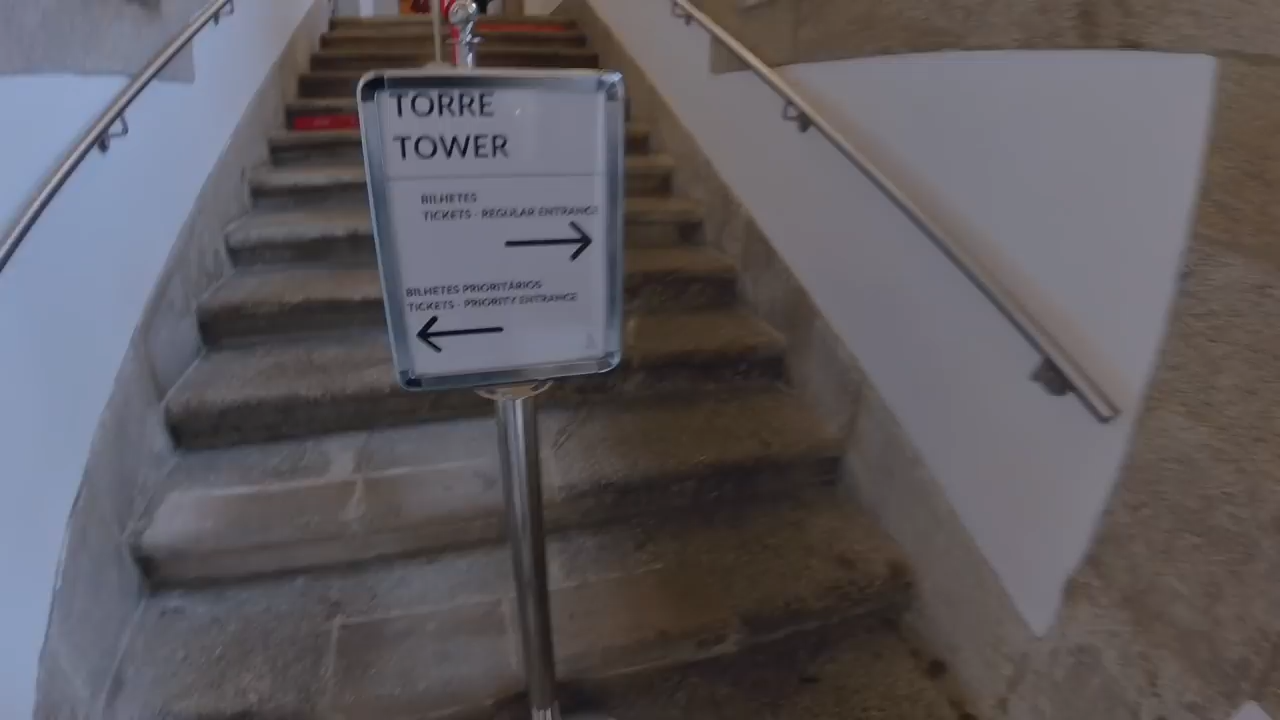 TORRE
TOWER
BILHETES
TICKETS - REGULAR ENTRANCE
BILHETES PRIORITÁRIOS
TICKETS - PRIORITY ENTRANCE